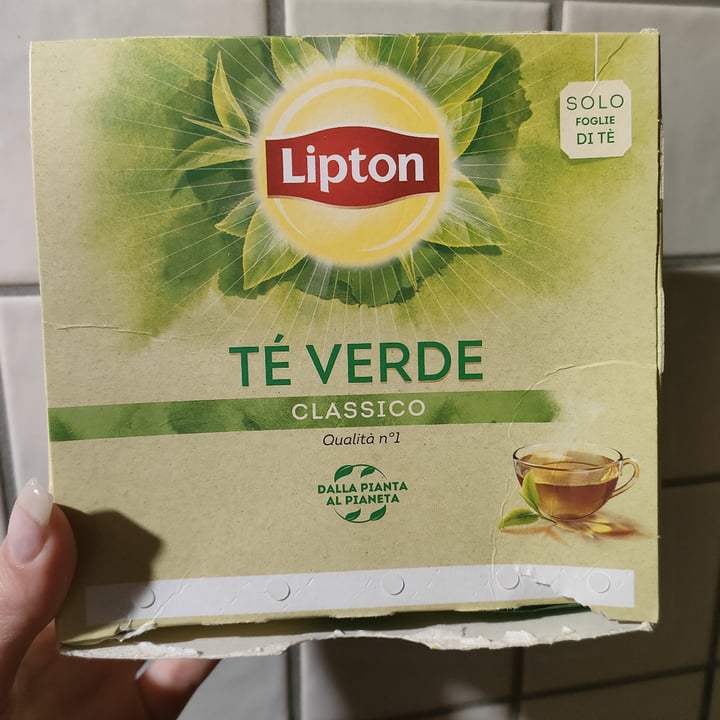 Lipton
SOLO
FOGLIE
DI TÈ
TÉ VERDE
CLASSICO
Qualità n°1
DALLA PIANTA
AL PIANETA